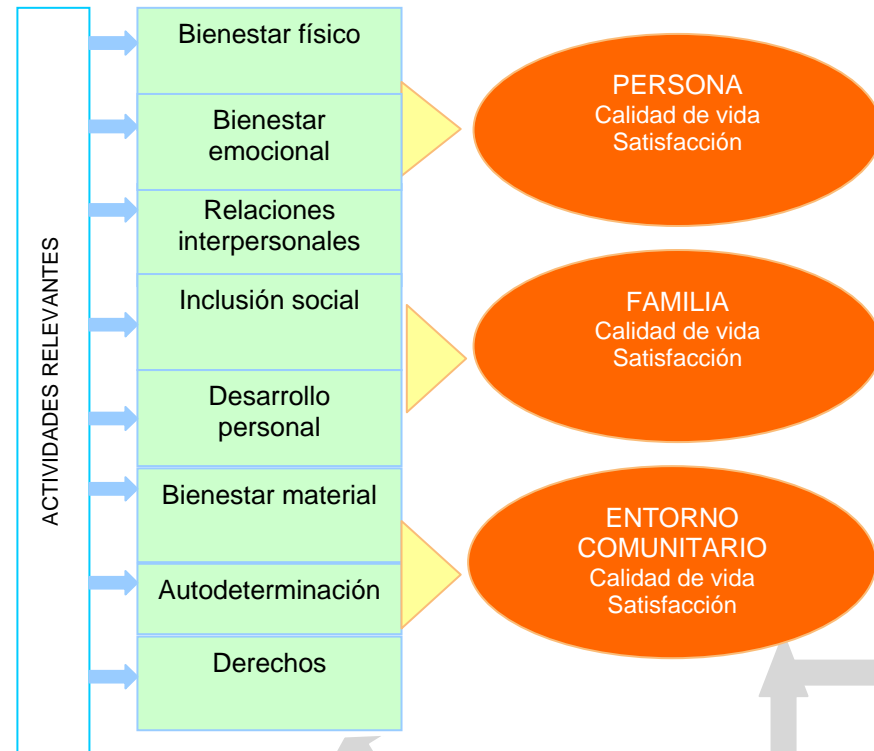 ACTIVIDADES RELEVANTES
Bienestar físico
Bienestar
emocional
Relaciones
interpersonales
Inclusión social
Desarrollo
personal
Bienestar material
Autodeterminación
Derechos
PERSONA
Calidad de vida
Satisfacción
FAMILIA
Calidad de vida
Satisfacción
ENTORNO
COMUNITARIO
Calidad de vida
Satisfacción